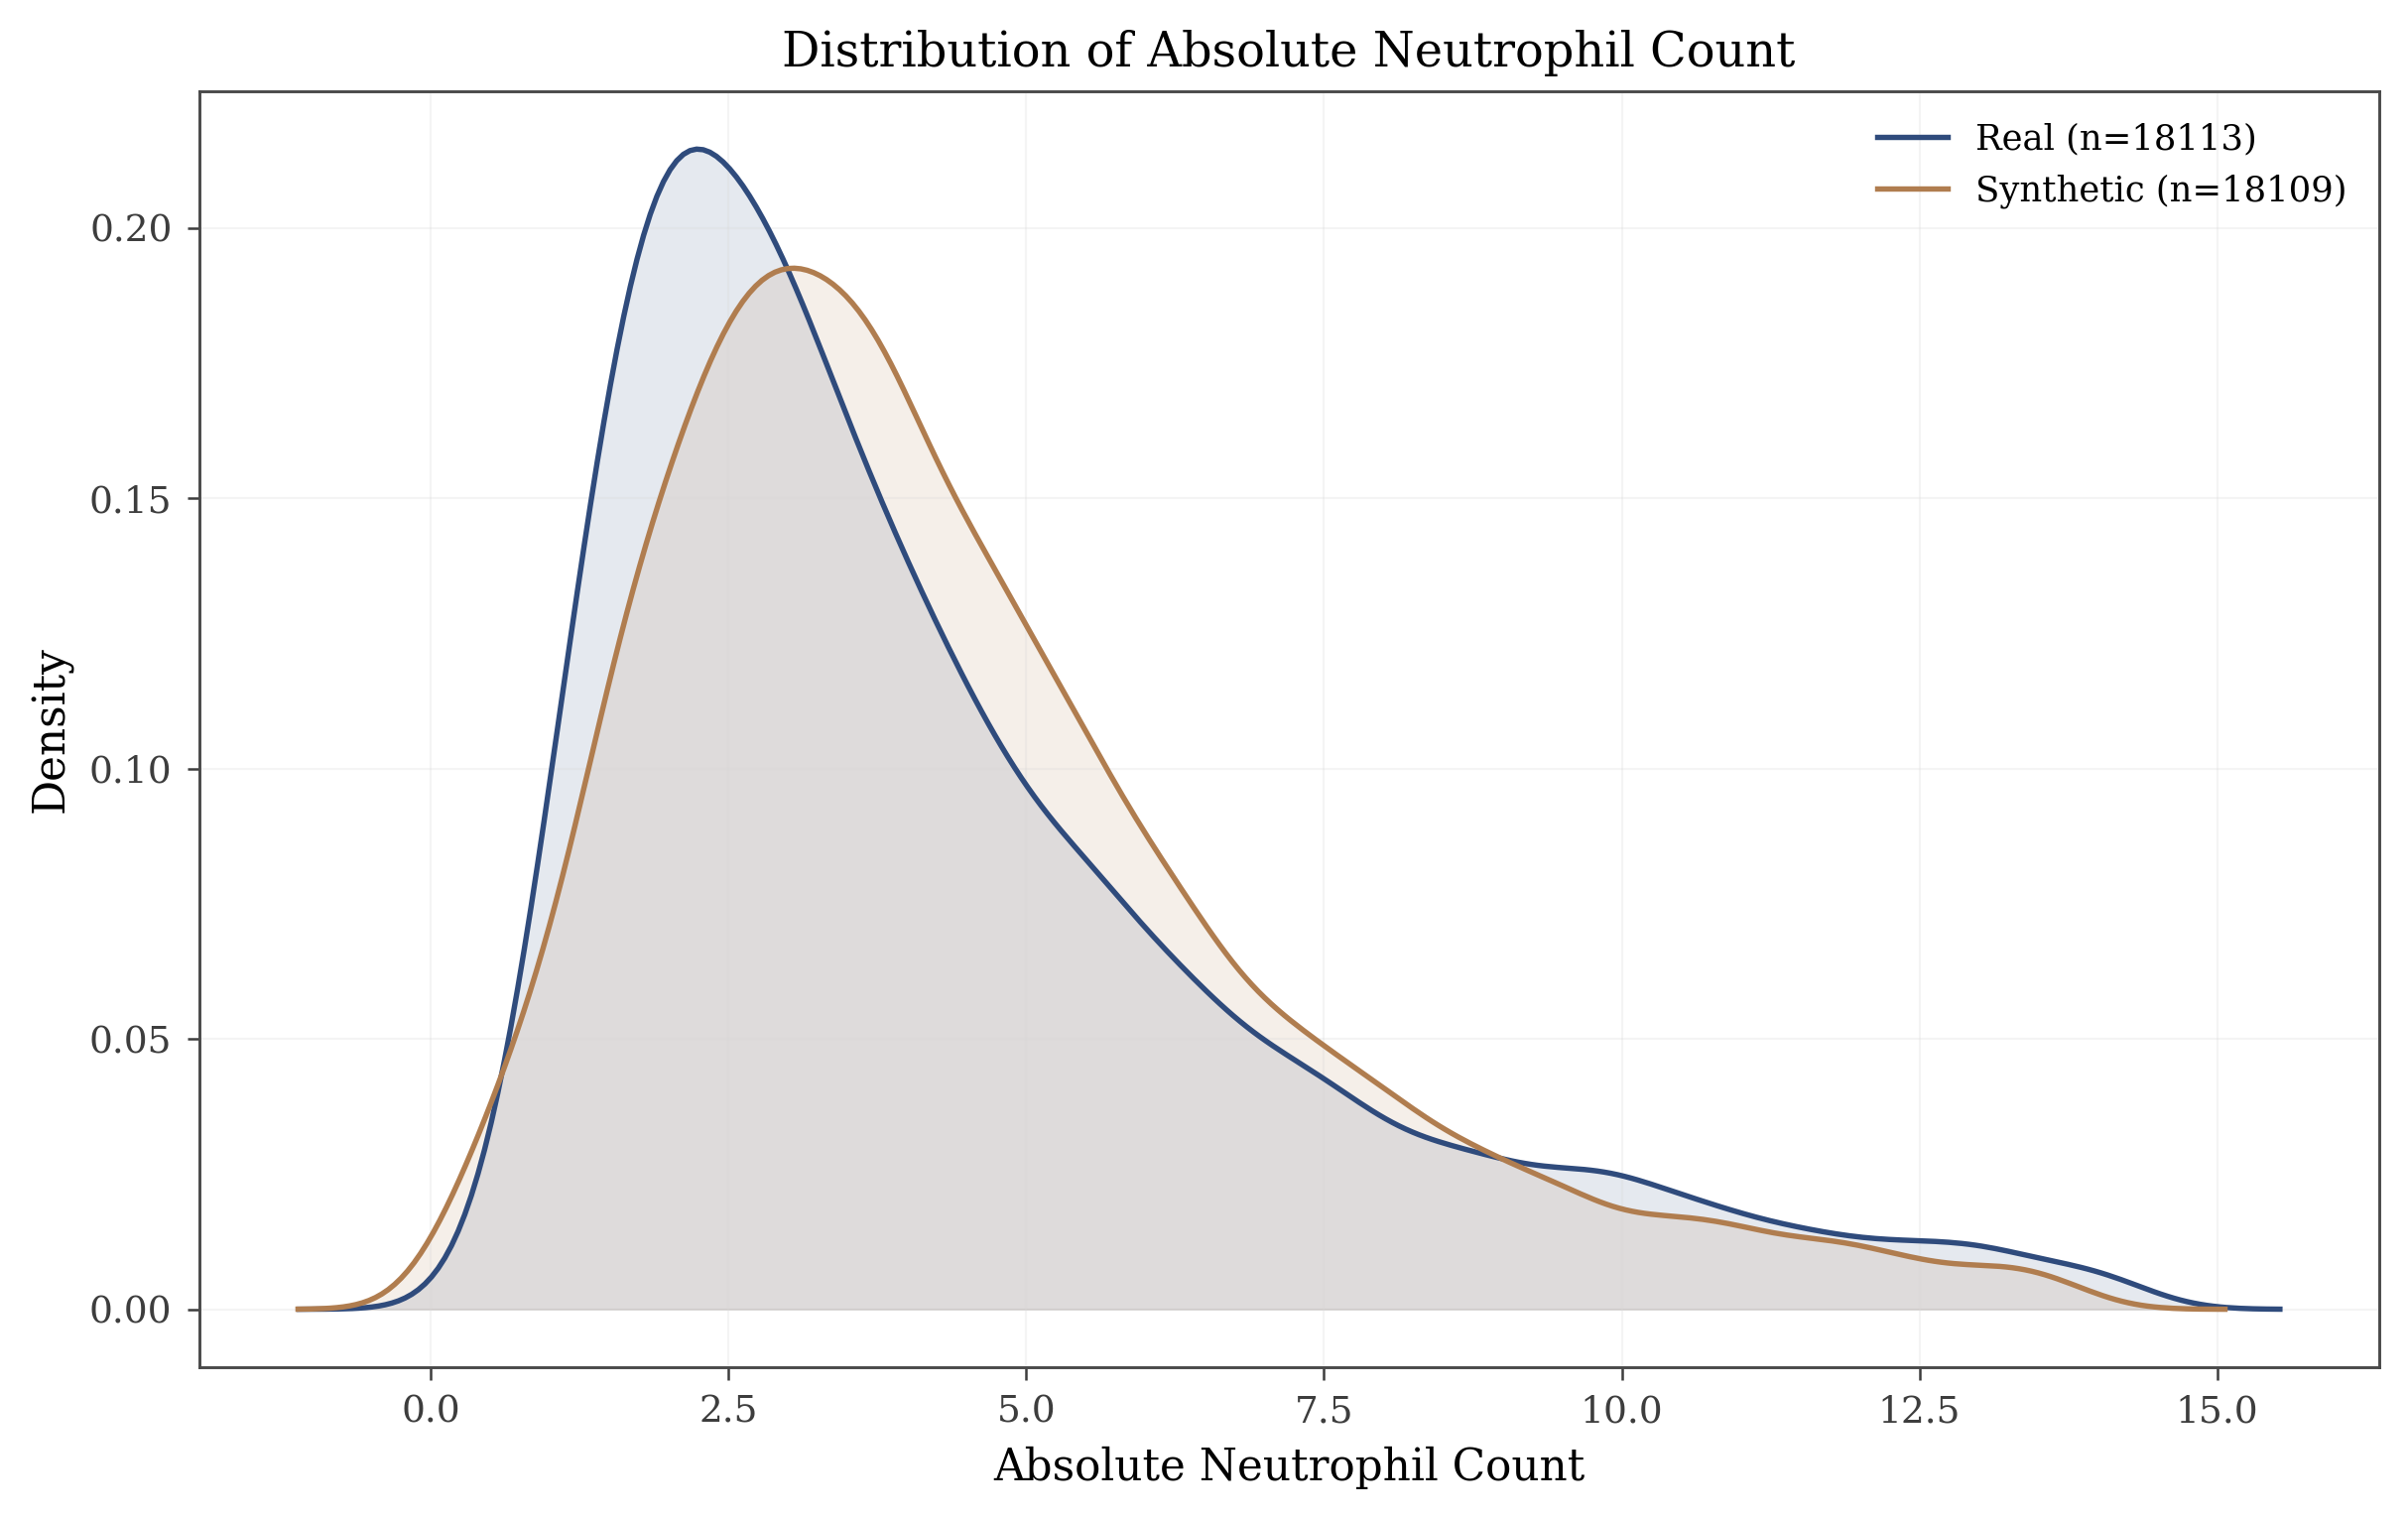 Distribution of Absolute Neutrophil Count
Real (n=18113)
Synthetic (n=18109)
Density
0.20
0.15
0.10
0.05
0.00
0.0 2.5 5.0 7.5 10.0 12.5 15.0
Absolute Neutrophil Count